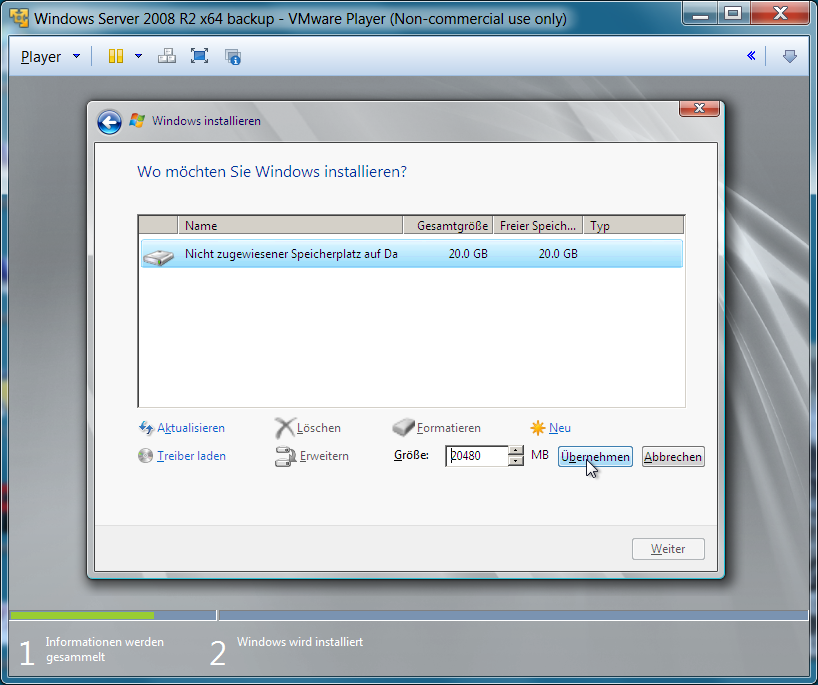 Windows Server 2008 R2 x64 backup - VMware Player (Non-commercial use only)
Player
Windows installieren
Wo möchten Sie Windows installieren?
Name Gesamtgröße Freier Speich... Typ
Nicht zugewiesener Speicherplatz auf Da 20.0 GB 20.0 GB
Aktualisieren Löschen Formatieren Neu
Treiber laden Erweitern Größe: 20480 MB Übernehmen Abbrechen
Weiter
1 Informationen werden gesammelt
2 Windows wird installiert